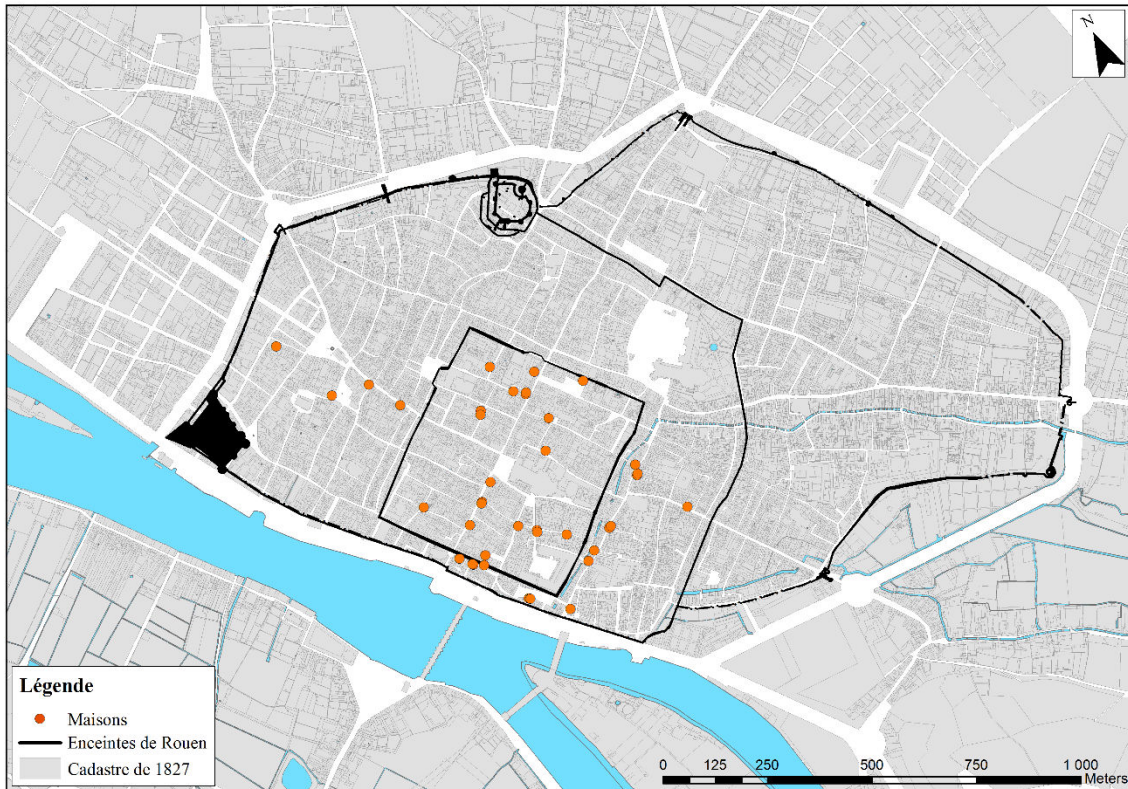 N
Légende
Maisons
Enceintes de Rouen
Cadastre de 1827
0 125 250 500 750 1 000
Meters